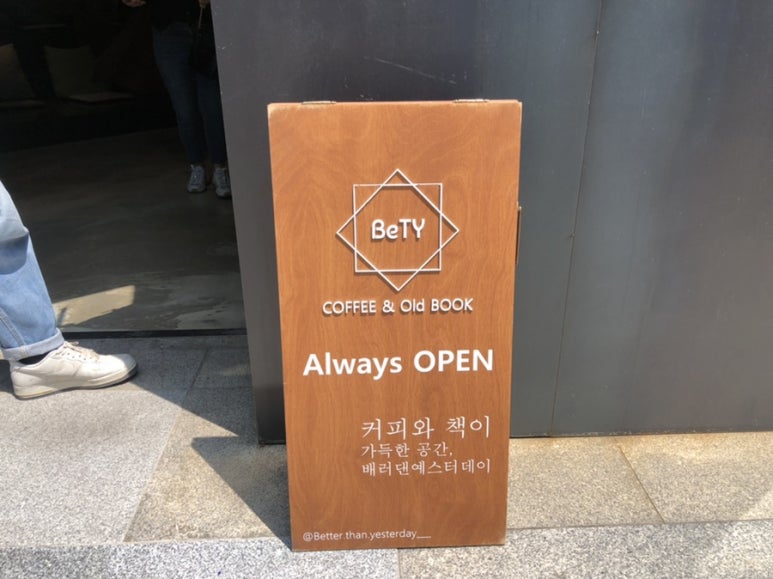 BeTY
COFFEE & Old BOOK
Always OPEN
커피와 책이
가득한 공간,
배러댄예스터데이
@Better.than.yesterday___